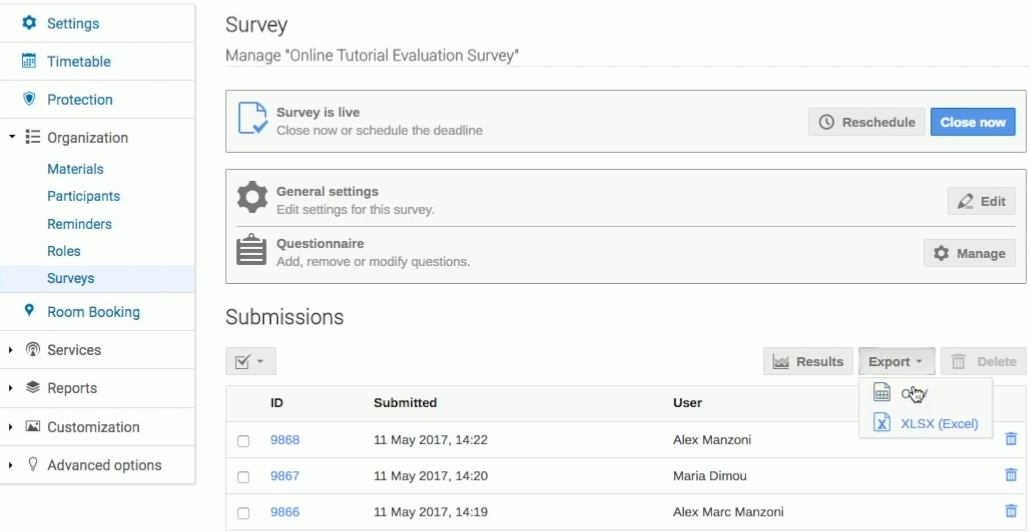 Settings
Timetable
Protection
Organization
Materials
Participants
Reminders
Roles
Surveys
Room Booking
Services
Reports
Customization
Advanced options
Survey
Manage "Online Tutorial Evaluation Survey"
Survey is live
Close now or schedule the deadline
Reschedule
Close now
General settings
Edit settings for this survey.
Edit
Questionnaire
Add, remove or modify questions.
Manage
Submissions
Results
Export
Delete
XLSX (Excel)
ID Submitted User
9868 11 May 2017, 14:22 Alex Manzoni
9867 11 May 2017, 14:20 Maria Dimou
9866 11 May 2017, 14:19 Alex Marc Manzoni